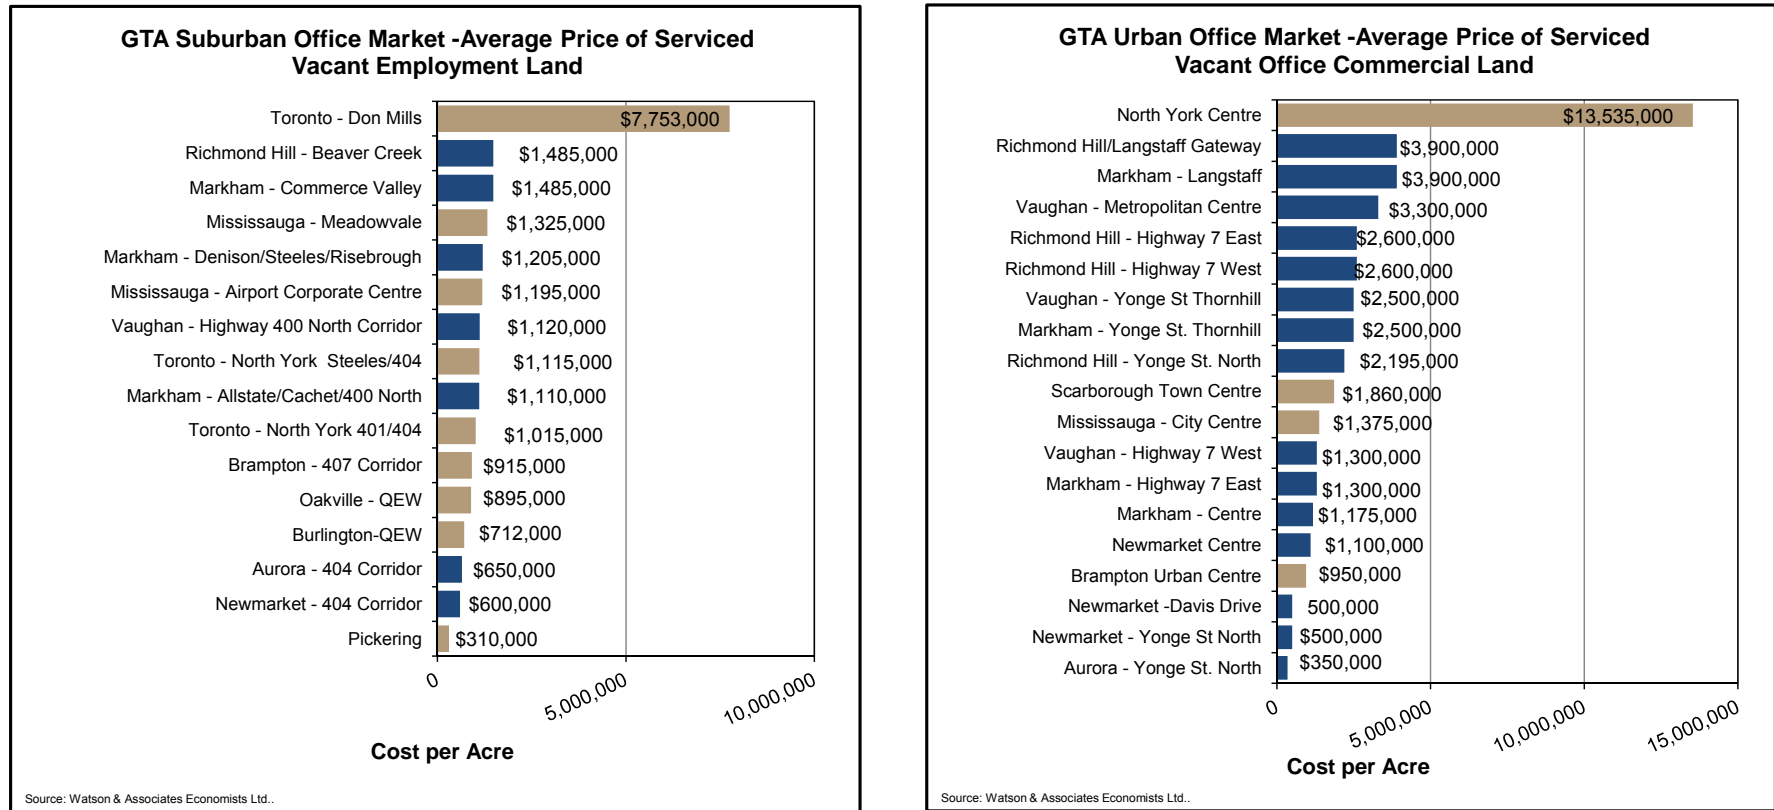 GTA Suburban Office Market -Average Price of Serviced
Vacant Employment Land
Toronto - Don Mills $7,753,000
Richmond Hill - Beaver Creek $1,485,000
Markham - Commerce Valley $1,485,000
Mississauga - Meadowvale $1,325,000
Markham - Denison/Steeles/Risebrough $1,205,000
Mississauga - Airport Corporate Centre $1,195,000
Vaughan - Highway 400 North Corridor $1,120,000
Toronto - North York Steeles/404 $1,115,000
Markham - Allstate/Cachet/400 North $1,110,000
Toronto - North York 401/404 $1,015,000
Brampton - 407 Corridor $915,000
Oakville - QEW $895,000
Burlington-QEW $712,000
Aurora - 404 Corridor $650,000
Newmarket - 404 Corridor $600,000
Pickering $310,000
0 5,000,000 10,000,000
Cost per Acre
Source: Watson & Associates Economists Ltd..
GTA Urban Office Market -Average Price of Serviced
Vacant Office Commercial Land
North York Centre $13,535,000
Richmond Hill/Langstaff Gateway $3,900,000
Markham - Langstaff $3,900,000
Vaughan - Metropolitan Centre $3,300,000
Richmond Hill - Highway 7 East $2,600,000
Richmond Hill - Highway 7 West $2,600,000
Vaughan - Yonge St Thornhill $2,500,000
Markham - Yonge St. Thornhill $2,500,000
Richmond Hill - Yonge St. North $2,195,000
Scarborough Town Centre $1,860,000
Mississauga - City Centre $1,375,000
Vaughan - Highway 7 West $1,300,000
Markham - Highway 7 East $1,300,000
Markham - Centre $1,175,000
Newmarket Centre $1,100,000
Brampton Urban Centre $950,000
Newmarket -Davis Drive 500,000
Newmarket - Yonge St North $500,000
Aurora - Yonge St. North $350,000
0 5,000,000 10,000,000 15,000,000
Cost per Acre
Source: Watson & Associates Economists Ltd..